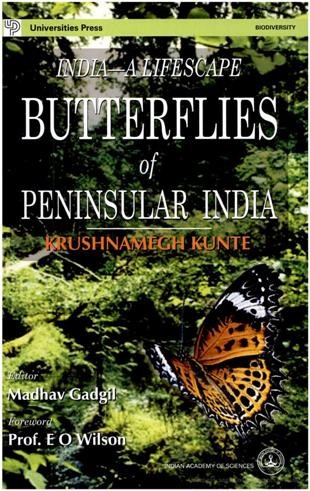 UP
Universities Press
BIODIVERSITY
INDIA—A LIFESCAPE
BUTTERFLIES
of
PENINSULAR INDIA
KRUSHNAMEGH KUNTE
Editor
Madhav Gadgil
Foreword
Prof. E O Wilson
INDIAN ACADEMY OF SCIENCES